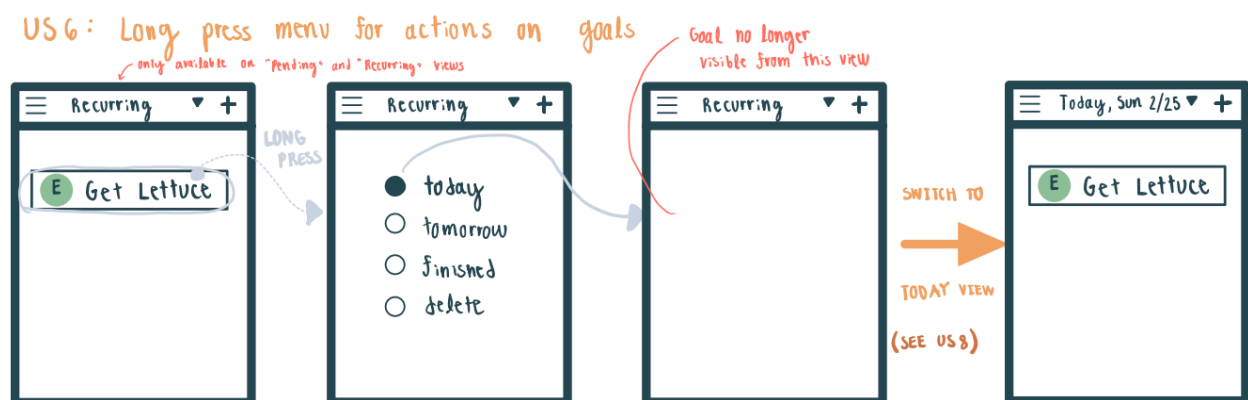 US6: Long press menu for actions on goals
only available on "Pending" and "Recurring" views
Goal no longer
visible from this view
Recurring
E Get Lettuce
LONG
PRESS
Recurring
today
tomorrow
finished
delete
Recurring
SWITCH TO
TODAY VIEW
(SEE US8)
Today, Sun 2/25
E Get Lettuce